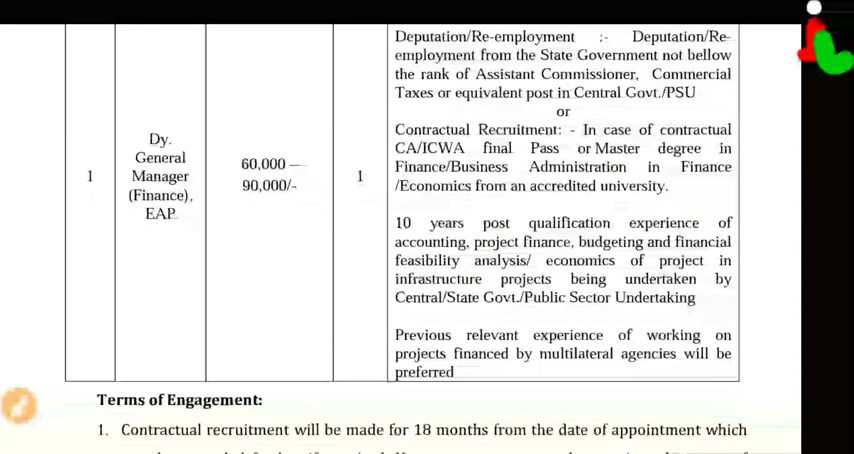 Deputation/Re-employment :- Deputation/Re-
employment from the State Government not bellow
the rank of Assistant Commissioner, Commercial
Taxes or equivalent post in Central Govt./PSU
or
Contractual Recruitment: - In case of contractual
CA/ICWA final Pass or Master degree in
Finance/Business Administration in Finance
/Economics from an accredited university.
1
Dy.
General
Manager
(Finance),
EAP
60,000 –
90,000/-
1
10 years post qualification experience of
accounting, project finance, budgeting and financial
feasibility analysis/ economics of project in
infrastructure projects being undertaken by
Central/State Govt./Public Sector Undertaking
Previous relevant experience of working on
projects financed by multilateral agencies will be
preferred
Terms of Engagement:
1. Contractual recruitment will be made for 18 months from the date of appointment which